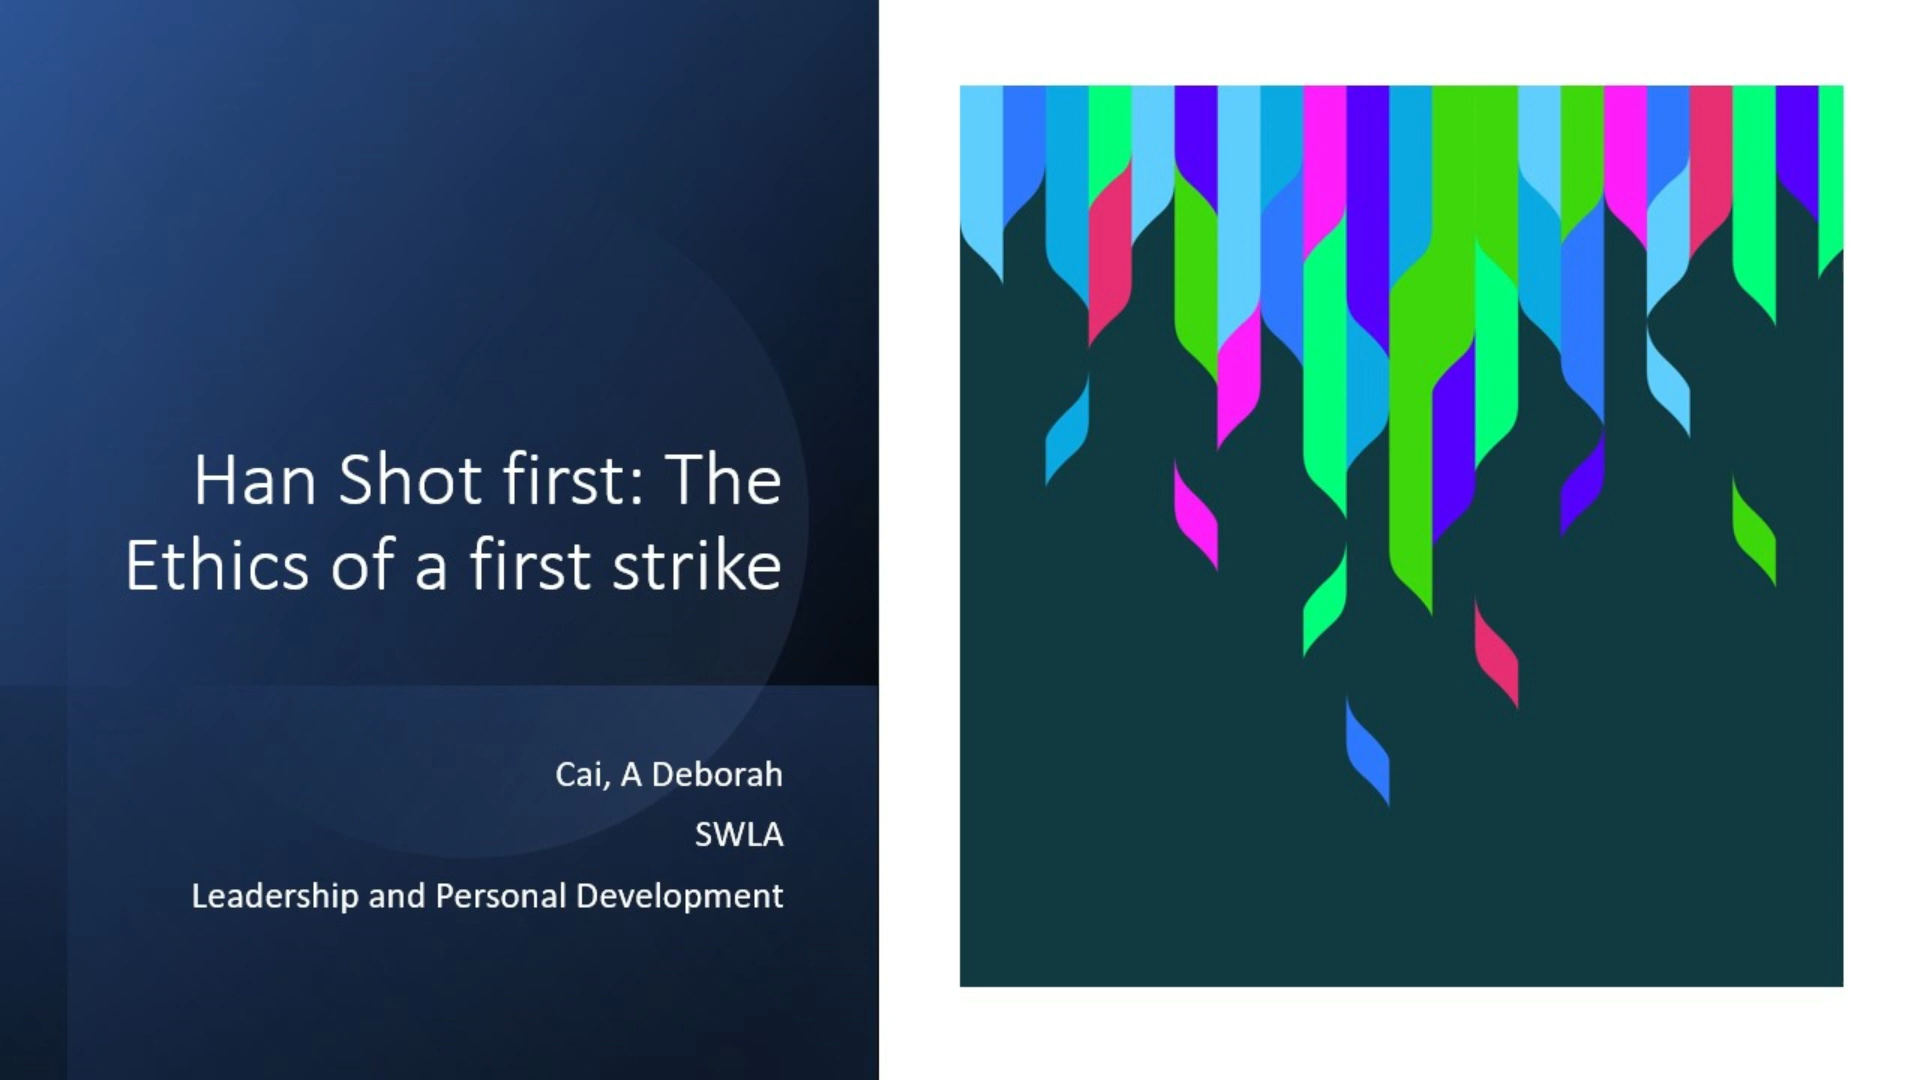 Han Shot first: The
Ethics of a first strike
Cai, A Deborah
SWLA
Leadership and Personal Development